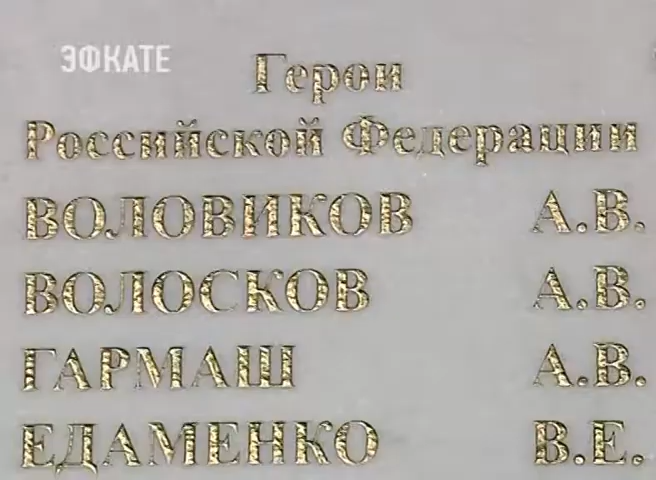 ЭФКАТЕ
Герои
Российской Федерации
ВОЛОВИКОВ А.В.
ВОЛОСКОВ А.В.
ГАРМАШ А.В.
ЕДАМЕНКО В.Е.